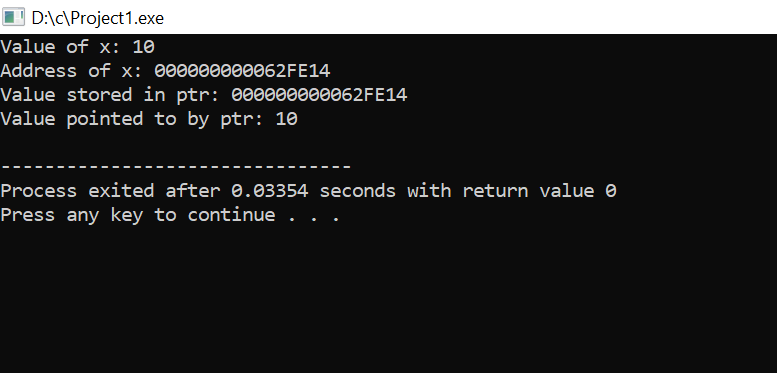 D:\c\Project1.exe
Value of x: 10
Address of x: 000000000062FE14
Value stored in ptr: 000000000062FE14
Value pointed to by ptr: 10
--------------------------------
Process exited after 0.03354 seconds with return value 0
Press any key to continue . . .